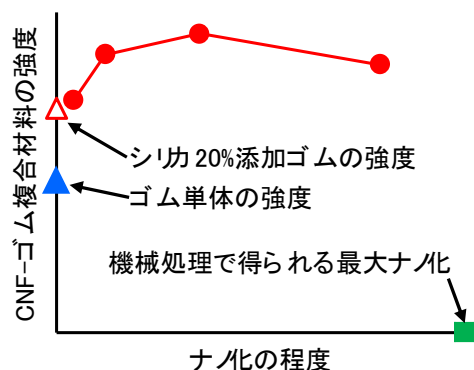 CNF-ゴム複合材料の強度
シリカ20%添加ゴムの強度
ゴム単体の強度
機械処理で得られる最大ナノ化
ナノ化の程度